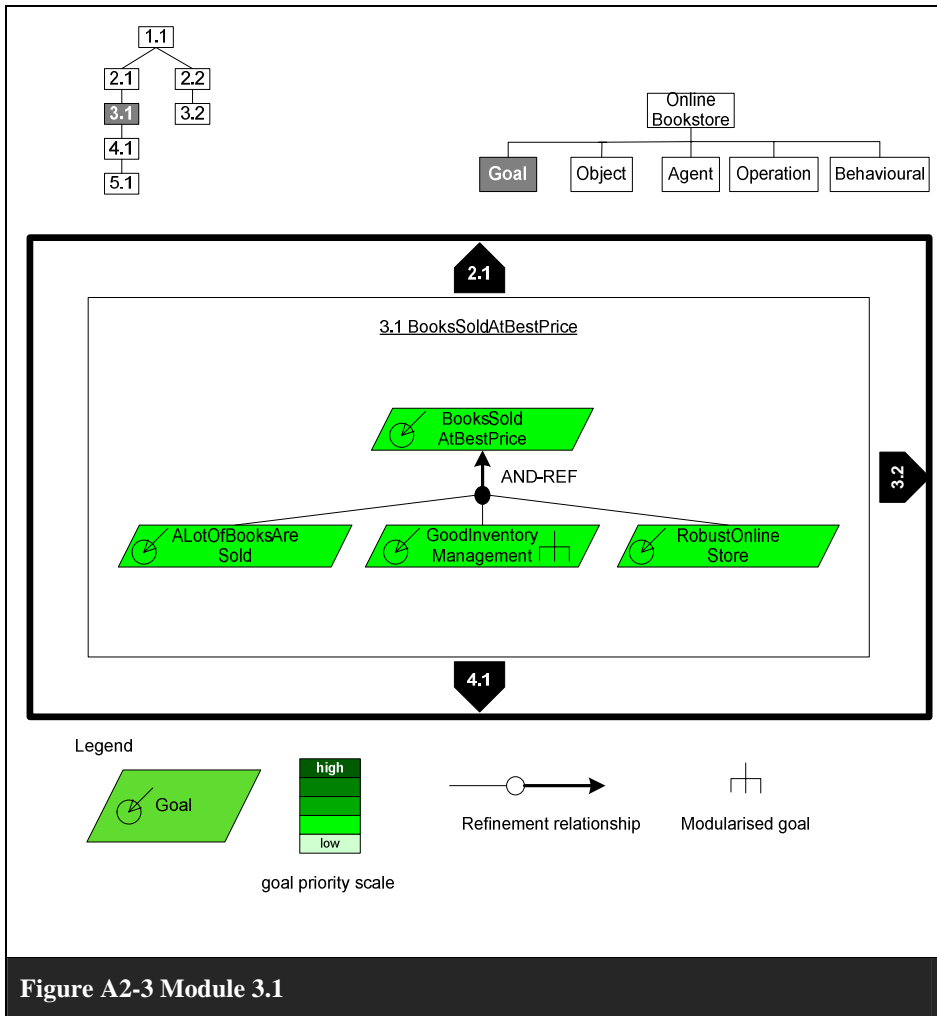 1.1
2.1
2.2
3.1
3.2
4.1
5.1
Online
Bookstore
Goal
Object
Agent
Operation
Behavioural
2.1
3.1 BooksSoldAtBestPrice
BooksSold
AtBestPrice
AND-REF
3.2
ALotOfBooksAre
Sold
GoodInventory
Management
RobustOnline
Store
4.1
Legend
Goal
high
low
goal priority scale
Refinement relationship
Modularised goal
Figure A2-3 Module 3.1